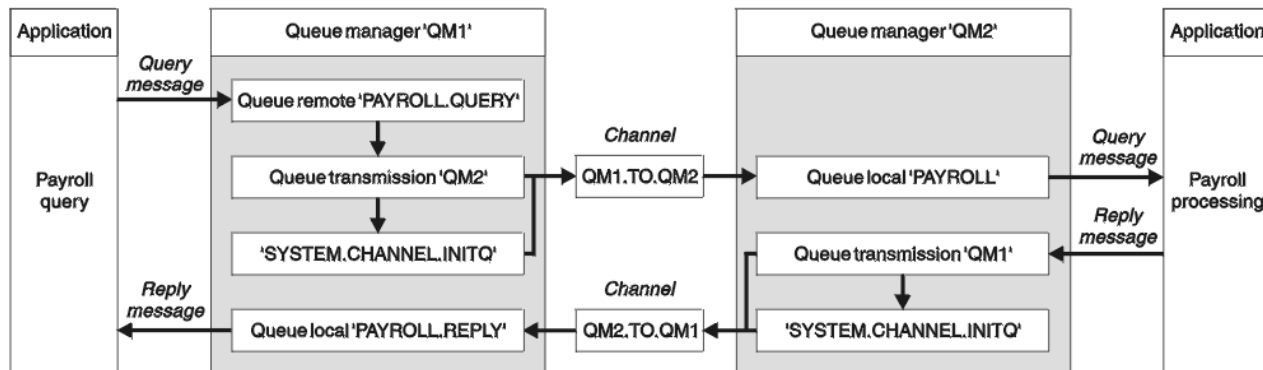 Application
Queue manager 'QM1'
Queue manager 'QM2'
Application
Query
message
Queue remote 'PAYROLL.QUERY'
Channel
Query
message
Payroll
query
Queue transmission 'QM2'
QM1.TO.QM2
Queue local 'PAYROLL'
Payroll
processing
Reply
message
'SYSTEM.CHANNEL.INITQ'
Queue transmission 'QM1'
Reply
message
Channel
Queue local 'PAYROLL.REPLY'
QM2.TO.QM1
'SYSTEM.CHANNEL.INITQ'